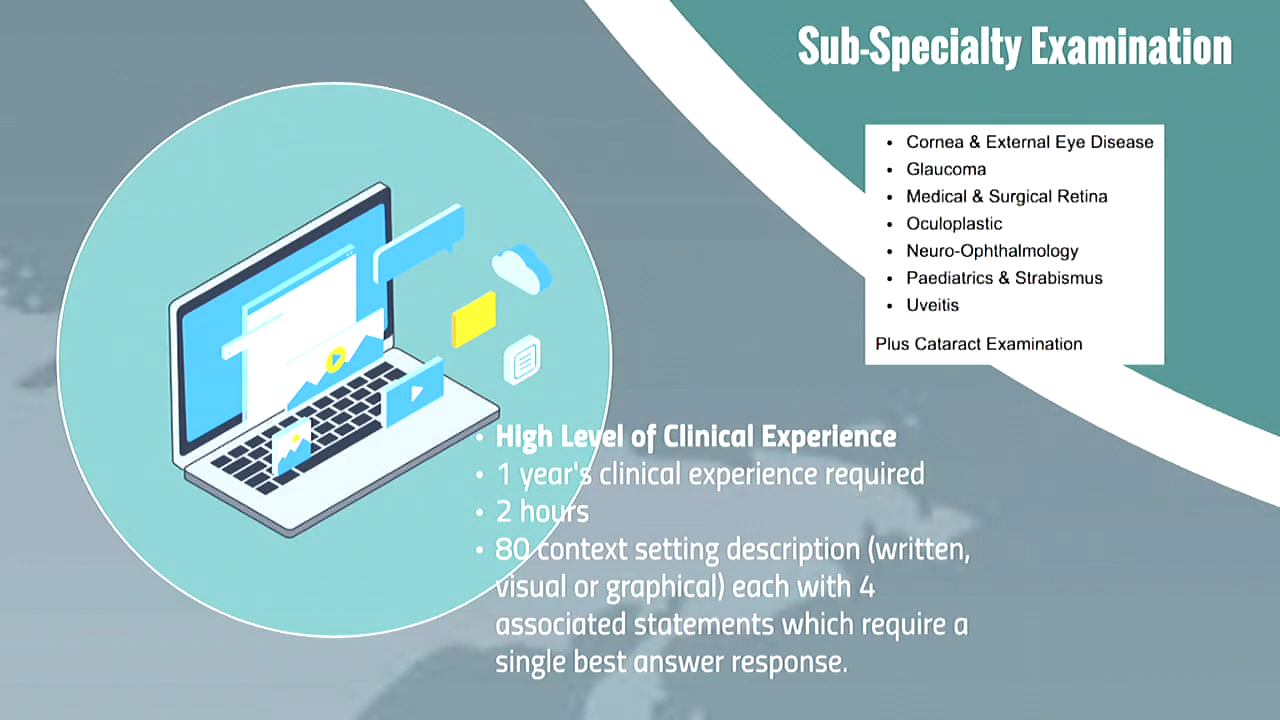 Sub-Specialty Examination
• Cornea & External Eye Disease
• Glaucoma
• Medical & Surgical Retina
• Oculoplastic
• Neuro-Ophthalmology
• Paediatrics & Strabismus
• Uveitis
Plus Cataract Examination
• High Level of Clinical Experience
• 1 year's clinical experience required
• 2 hours
• 80 context setting description (written,
visual or graphical) each with 4
associated statements which require a
single best answer response.